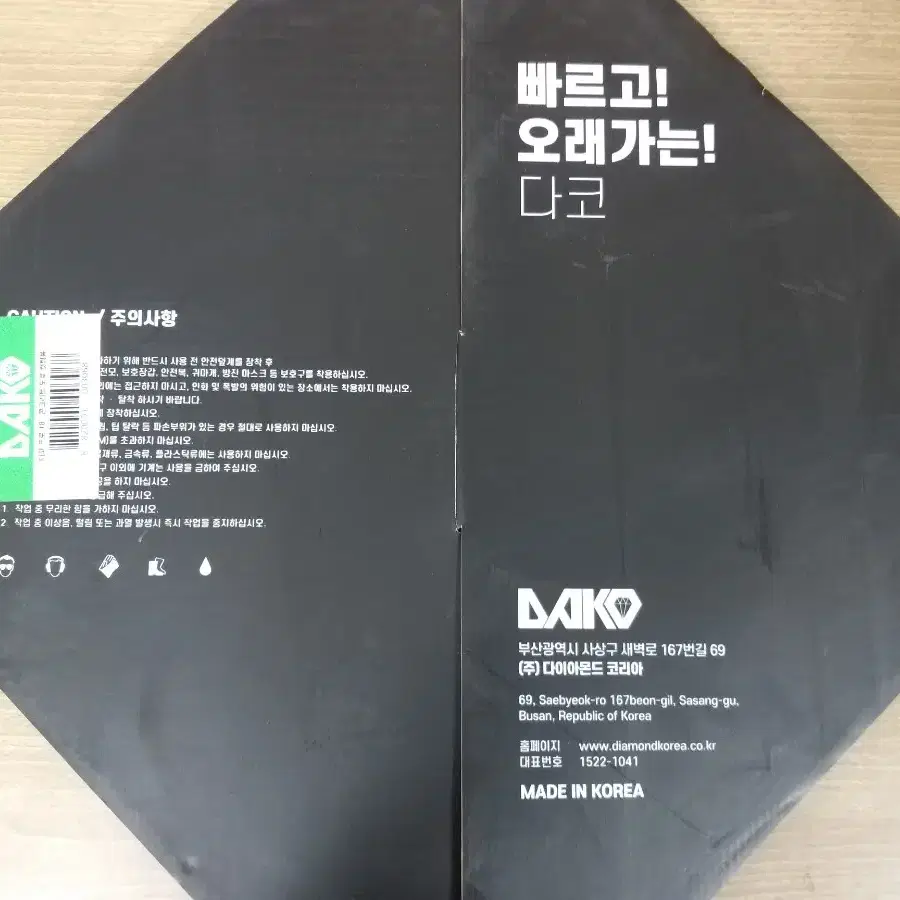 빠르고!
오래가는!
다코
CAUTION / 주의사항
하기 위해 반드시 사용 전 안전덮개를 장착 후
전모, 보호장갑, 안전복, 귀마개, 방진 마스크 등 보호구를 착용하십시오.
에는 접근하지 마시고, 인화 및 폭발의 위험이 있는 장소에서는 착용하지 마십시오.
· 탈착 하시기 바랍니다.
장착하십시오.
팁 탈락 등 파손부위가 있는 경우 절대로 사용하지 마십시오.
M)를 초과하지 마십시오.
금속류, 플라스틱류에는 사용하지 마십시오.
구 이외에 기계는 사용을 금하여 주십시오.
하지 마십시오.
급해 주십시오.
1. 작업 중 무리한 힘을 가하지 마십시오.
2. 작업 중 이상음, 떨림 또는 과열 발생시 즉시 작업을 중지하십시오.
DAKO
DAKO
부산광역시 사상구 새벽로 167번길 69
(주) 다이아몬드 코리아
69, Saebyeok-ro 167beon-gil, Sasang-gu,
Busan, Republic of Korea
홈페이지 www.diamondkorea.co.kr
대표번호 1522-1041
MADE IN KOREA